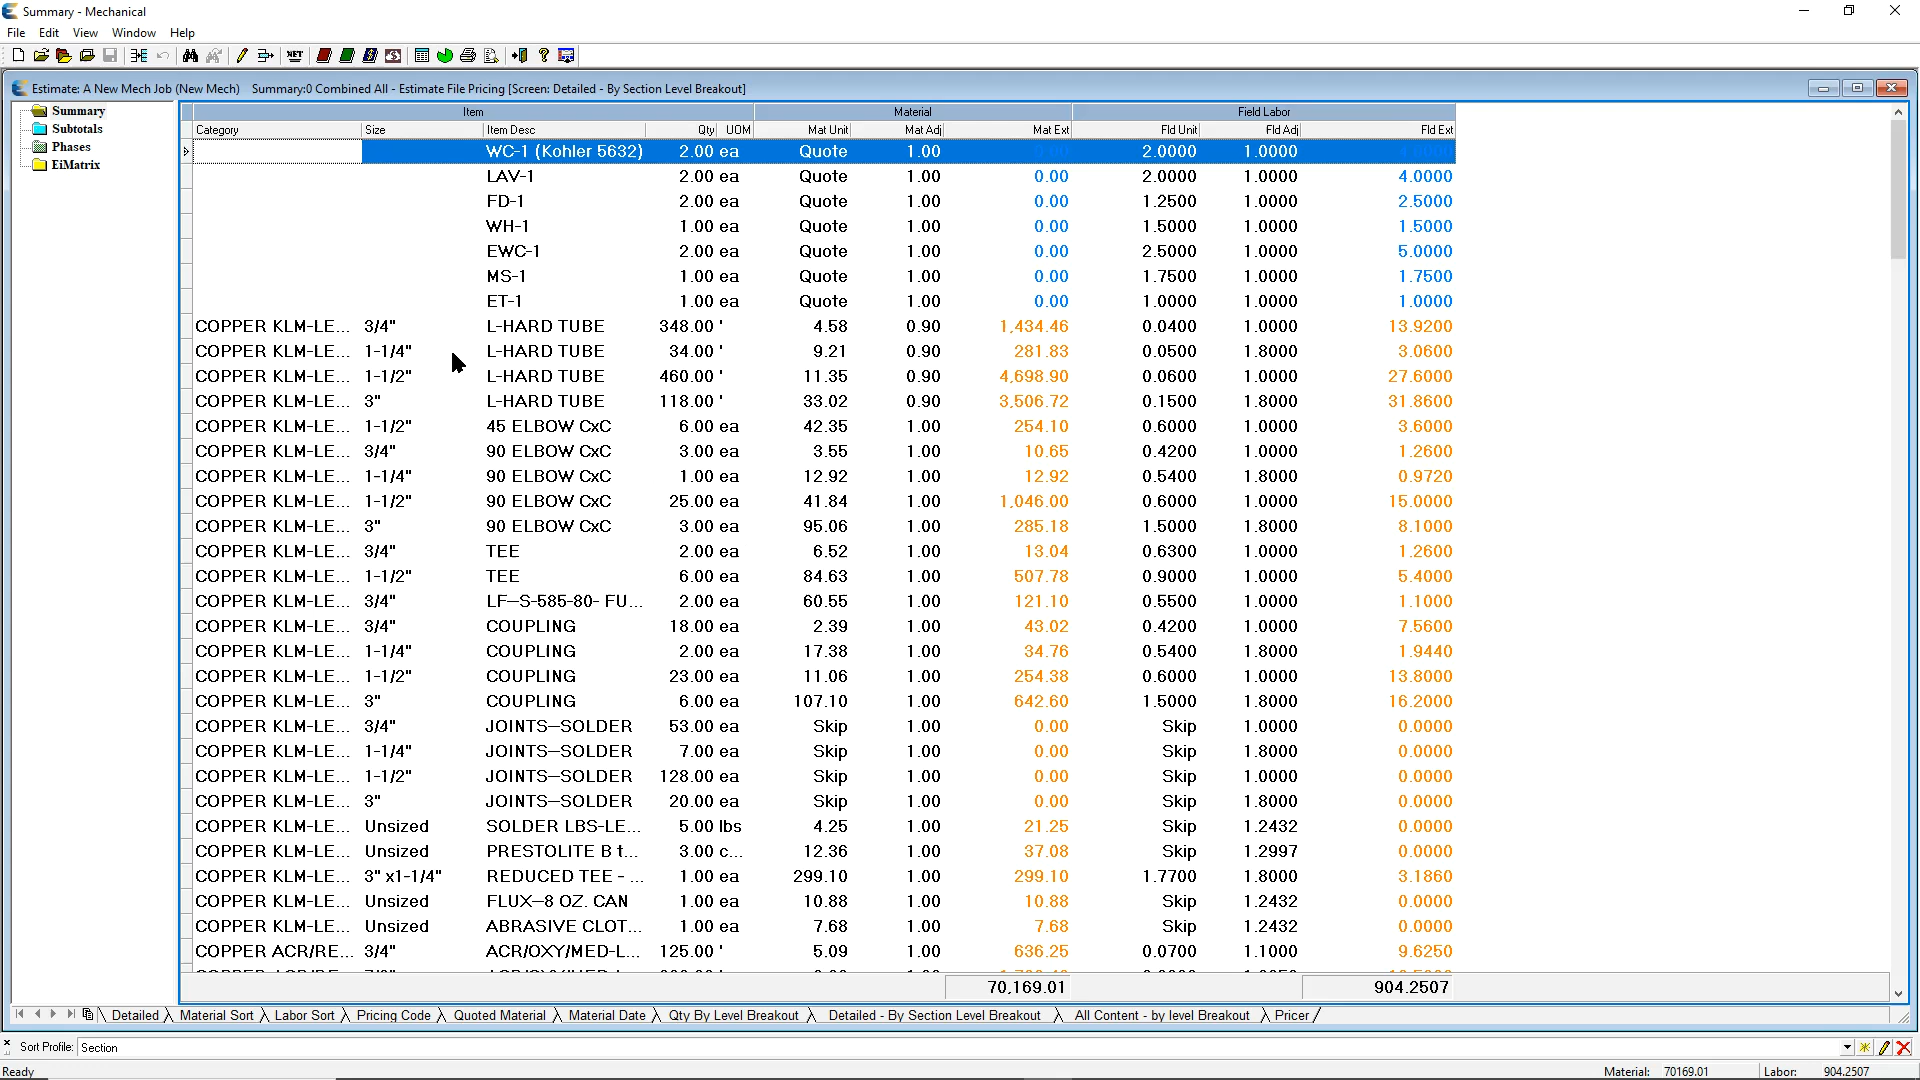 Summary - Mechanical
File Edit View Window Help
Estimate: A New Mech Job (New Mech) Summary:0 Combined All - Estimate File Pricing [Screen: Detailed - By Section Level Breakout]
Summary
Subtotals
Phases
EiMatrix
Item Material Field Labor
Category Size Item Desc Qty UOM Mat Unit Mat Adj Mat Ext Fld Unit Fld Adj Fld Ext
WC-1 (Kohler 5632) 2.00 ea Quote 1.00 2.0000 1.0000
LAV-1 2.00 ea Quote 1.00 0.00 2.0000 1.0000 4.0000
FD-1 2.00 ea Quote 1.00 0.00 1.2500 1.0000 2.5000
WH-1 1.00 ea Quote 1.00 0.00 1.5000 1.0000 1.5000
EWC-1 2.00 ea Quote 1.00 0.00 2.5000 1.0000 5.0000
MS-1 1.00 ea Quote 1.00 0.00 1.7500 1.0000 1.7500
ET-1 1.00 ea Quote 1.00 0.00 1.0000 1.0000 1.0000
COPPER KLM-LE... 3/4" L-HARD TUBE 348.00 ' 4.58 0.90 1,434.46 0.0400 1.0000 13.9200
COPPER KLM-LE... 1-1/4" L-HARD TUBE 34.00 ' 9.21 0.90 281.83 0.0500 1.8000 3.0600
COPPER KLM-LE... 1-1/2" L-HARD TUBE 460.00 ' 11.35 0.90 4,698.90 0.0600 1.0000 27.6000
COPPER KLM-LE... 3" L-HARD TUBE 118.00 ' 33.02 0.90 3,506.72 0.1500 1.8000 31.8600
COPPER KLM-LE... 1-1/2" 45 ELBOW CxC 6.00 ea 42.35 1.00 254.10 0.6000 1.0000 3.6000
COPPER KLM-LE... 3/4" 90 ELBOW CxC 3.00 ea 3.55 1.00 10.65 0.4200 1.0000 1.2600
COPPER KLM-LE... 1-1/4" 90 ELBOW CxC 1.00 ea 12.92 1.00 12.92 0.5400 1.8000 0.9720
COPPER KLM-LE... 1-1/2" 90 ELBOW CxC 25.00 ea 41.84 1.00 1,046.00 0.6000 1.0000 15.0000
COPPER KLM-LE... 3" 90 ELBOW CxC 3.00 ea 95.06 1.00 285.18 1.5000 1.8000 8.1000
COPPER KLM-LE... 3/4" TEE 2.00 ea 6.52 1.00 13.04 0.6300 1.0000 1.2600
COPPER KLM-LE... 1-1/2" TEE 6.00 ea 84.63 1.00 507.78 0.9000 1.0000 5.4000
COPPER KLM-LE... 3/4" LF—S-585-80- FU... 2.00 ea 60.55 1.00 121.10 0.5500 1.0000 1.1000
COPPER KLM-LE... 3/4" COUPLING 18.00 ea 2.39 1.00 43.02 0.4200 1.0000 7.5600
COPPER KLM-LE... 1-1/4" COUPLING 2.00 ea 17.38 1.00 34.76 0.5400 1.8000 1.9440
COPPER KLM-LE... 1-1/2" COUPLING 23.00 ea 11.06 1.00 254.38 0.6000 1.0000 13.8000
COPPER KLM-LE... 3" COUPLING 6.00 ea 107.10 1.00 642.60 1.5000 1.8000 16.2000
COPPER KLM-LE... 3/4" JOINTS—SOLDER 53.00 ea Skip 1.00 0.00 Skip 1.0000 0.0000
COPPER KLM-LE... 1-1/4" JOINTS—SOLDER 7.00 ea Skip 1.00 0.00 Skip 1.8000 0.0000
COPPER KLM-LE... 1-1/2" JOINTS—SOLDER 128.00 ea Skip 1.00 0.00 Skip 1.0000 0.0000
COPPER KLM-LE... 3" JOINTS—SOLDER 20.00 ea Skip 1.00 0.00 Skip 1.8000 0.0000
COPPER KLM-LE... Unsized SOLDER LBS-LE... 5.00 lbs 4.25 1.00 21.25 Skip 1.2432 0.0000
COPPER KLM-LE... Unsized PRESTOLITE B t... 3.00 c... 12.36 1.00 37.08 Skip 1.2997 0.0000
COPPER KLM-LE... 3" x1-1/4" REDUCED TEE - ... 1.00 ea 299.10 1.00 299.10 1.7700 1.8000 3.1860
COPPER KLM-LE... Unsized FLUX—8 OZ. CAN 1.00 ea 10.88 1.00 10.88 Skip 1.2432 0.0000
COPPER KLM-LE... Unsized ABRASIVE CLOT... 1.00 ea 7.68 1.00 7.68 Skip 1.2432 0.0000
COPPER ACR/RE... 3/4" ACR/OXY/MED-L... 125.00 ' 5.09 1.00 636.25 0.0700 1.1000 9.6250
70,169.01 904.2507
Detailed Material Sort Labor Sort Pricing Code Quoted Material Material Date Qty By Level Breakout Detailed - By Section Level Breakout All Content - by level Breakout Pricer
Sort Profile: Section
Ready Material: 70169.01 Labor: 904.2507